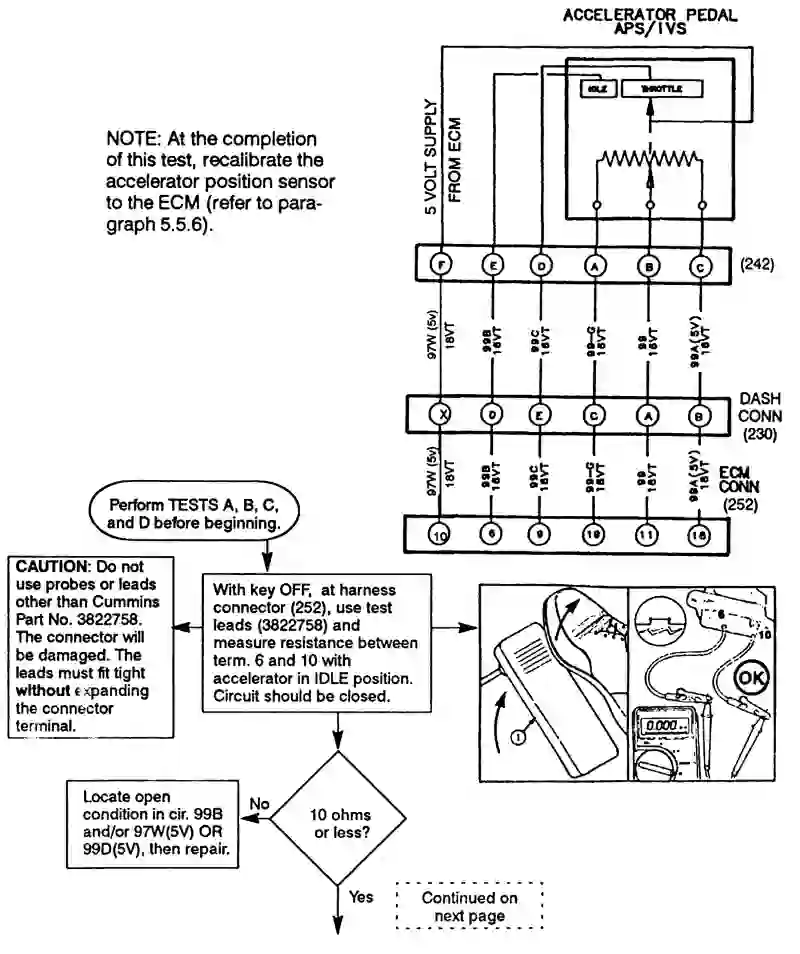 ACCELERATOR PEDAL
APS/IVS
IDLE
THROTTLE
NOTE: At the completion
of this test, recalibrate the
accelerator position sensor
to the ECM (refer to para-
graph 5.5.6).
5 VOLT SUPPLY
FROM ECM
F E D A B C
(242)
97W (5v)
18VT
99B
18VT
99C
18VT
99-G
18VT
99
18VT
99A(5V)
18VT
X D E C A B
DASH
CONN
(230)
97W (5v)
18VT
99B
18VT
99C
18VT
99-G
18VT
99
18VT
99A(5V)
18VT
ECM
CONN
(252)
10 6 9 19 11
Perform TESTS A, B, C,
and D before beginning.
CAUTION: Do not
use probes or leads
other than Cummins
Part No. 3822758.
The connector will
be damaged. The
leads must fit tight
without expanding
the connector
terminal.
With key OFF, at harness
connector (252), use test
leads (3822758) and
measure resistance between
term. 6 and 10 with
accelerator in IDLE position.
Circuit should be closed.
1
6
10
OK
0.000
Locate open
condition in cir. 99B
and/or 97W(5V) OR
99D(5V), then repair.
No
10 ohms
or less?
Yes
Continued on
next page